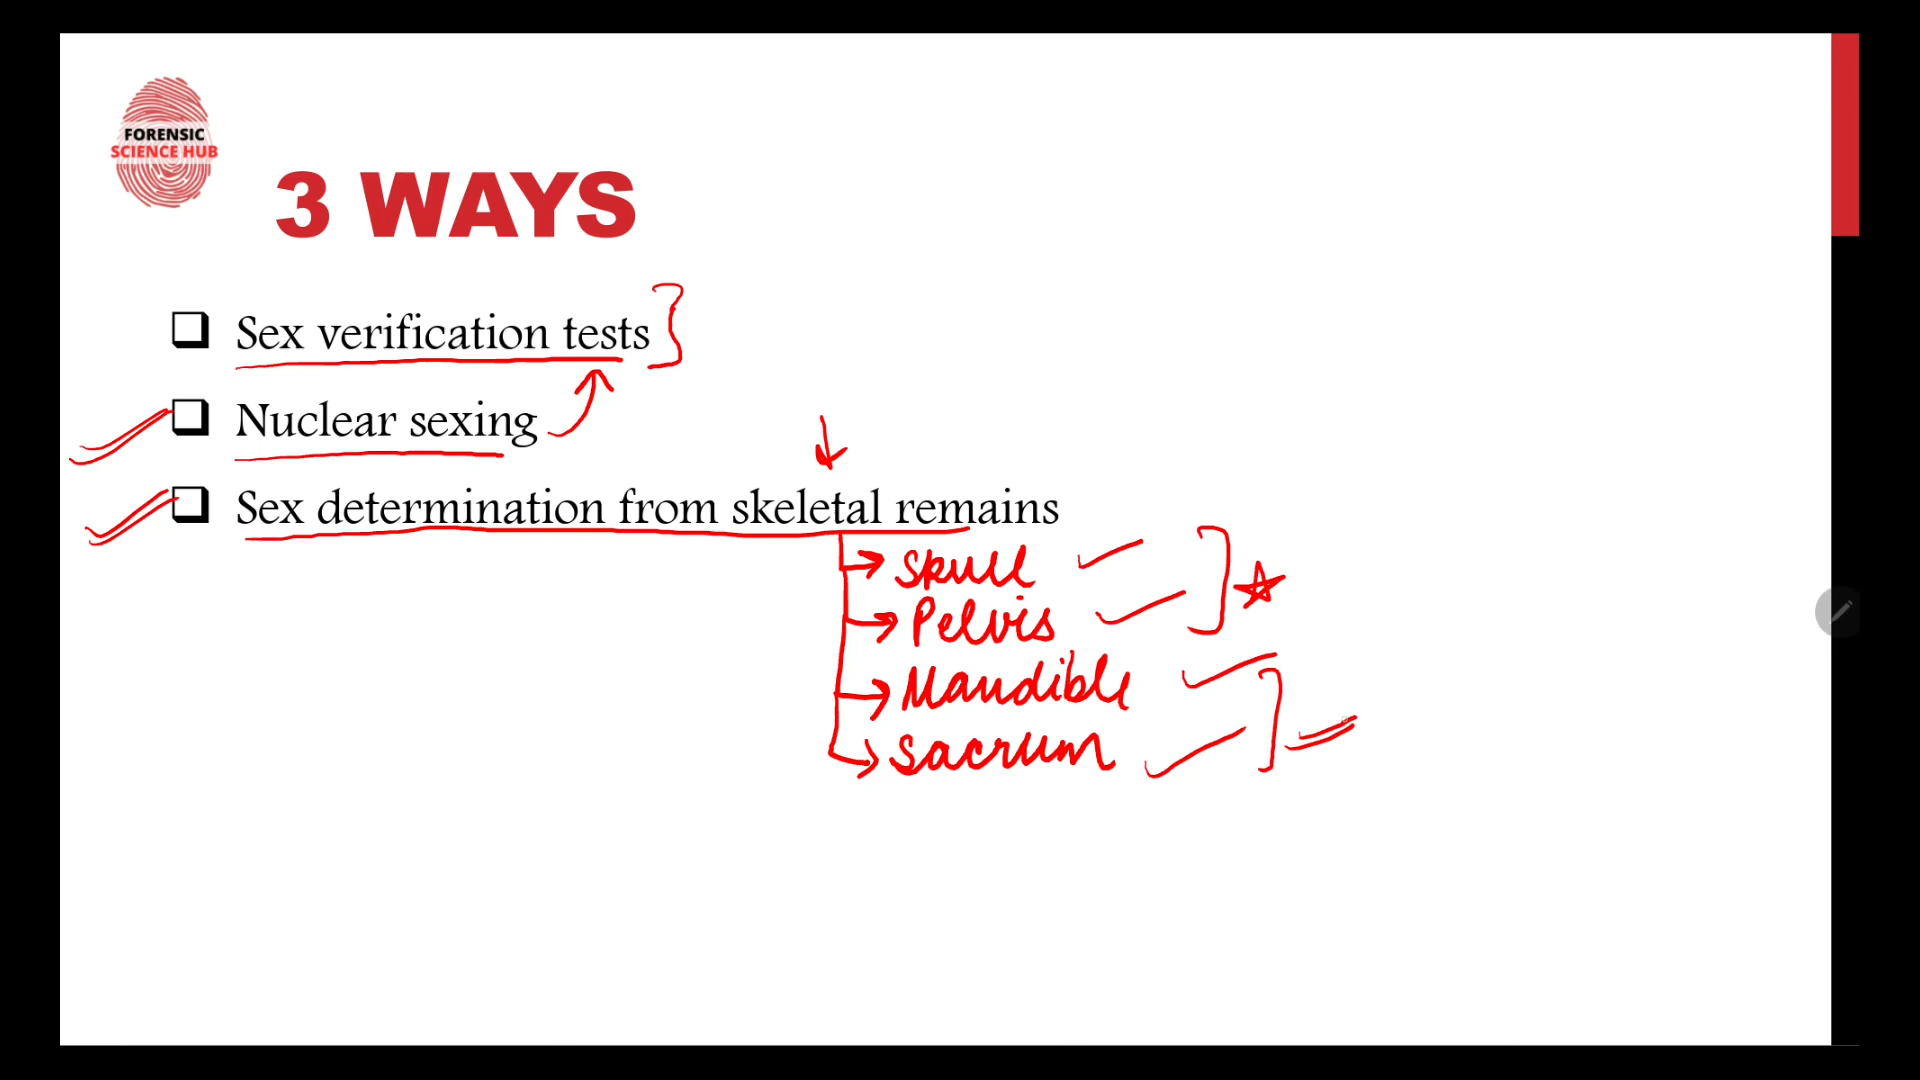 FORENSIC
SCIENCE HUB
3 WAYS
Sex verification tests
Nuclear sexing
Sex determination from skeletal remains
Skull
Pelvis
Mandible
Sacrum